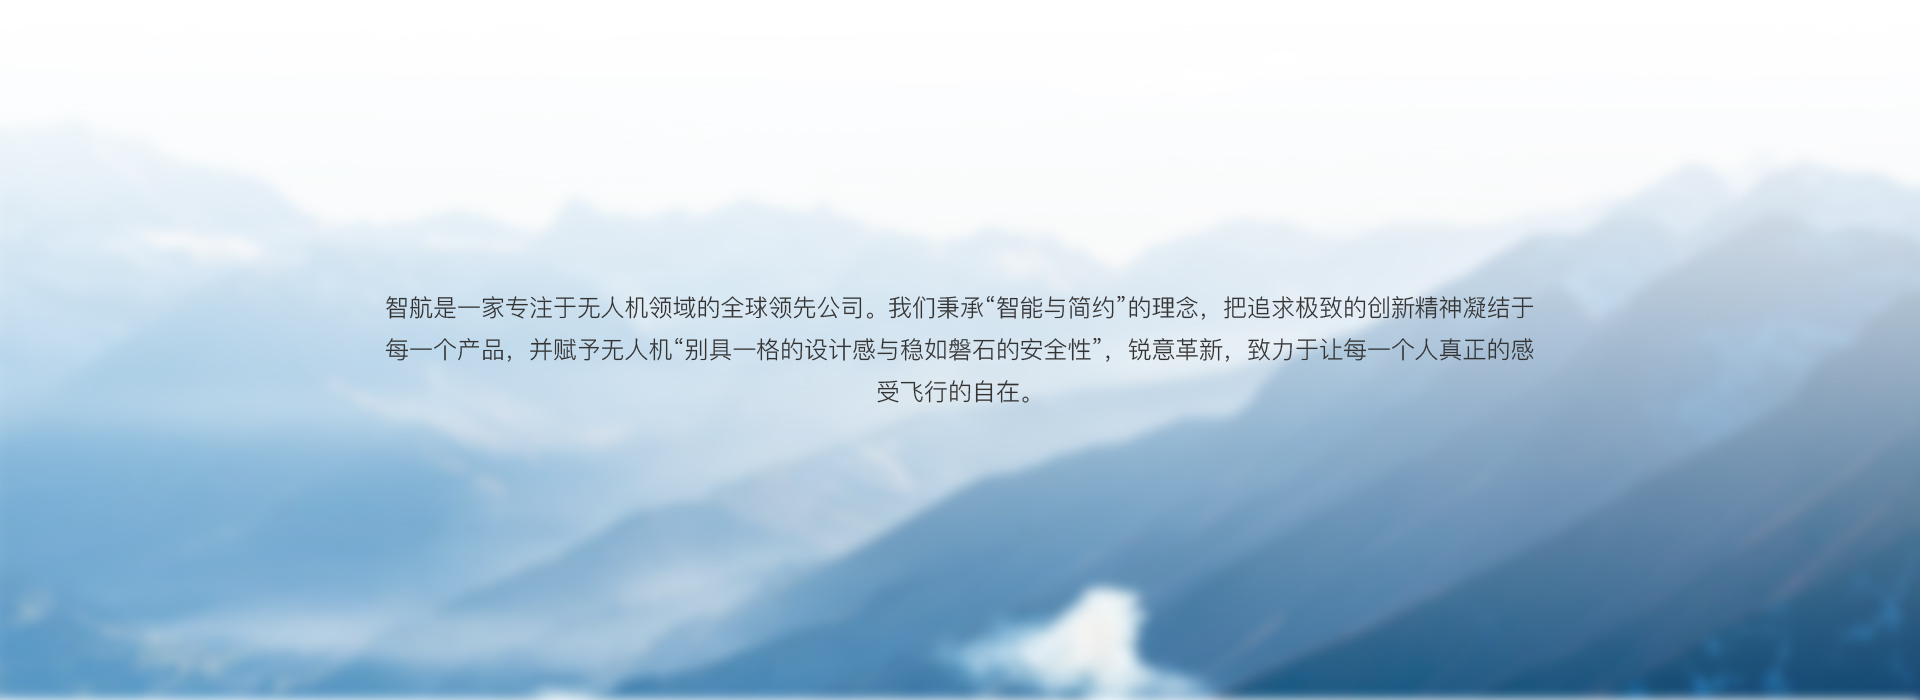 智航是一家专注于无人机领域的全球领先公司。我们秉承“智能与简约”的理念，把追求极致的创新精神凝结于
每一个产品，并赋予无人机“别具一格的设计感与稳如磐石的安全性”，锐意革新，致力于让每一个人真正的感
受飞行的自在。